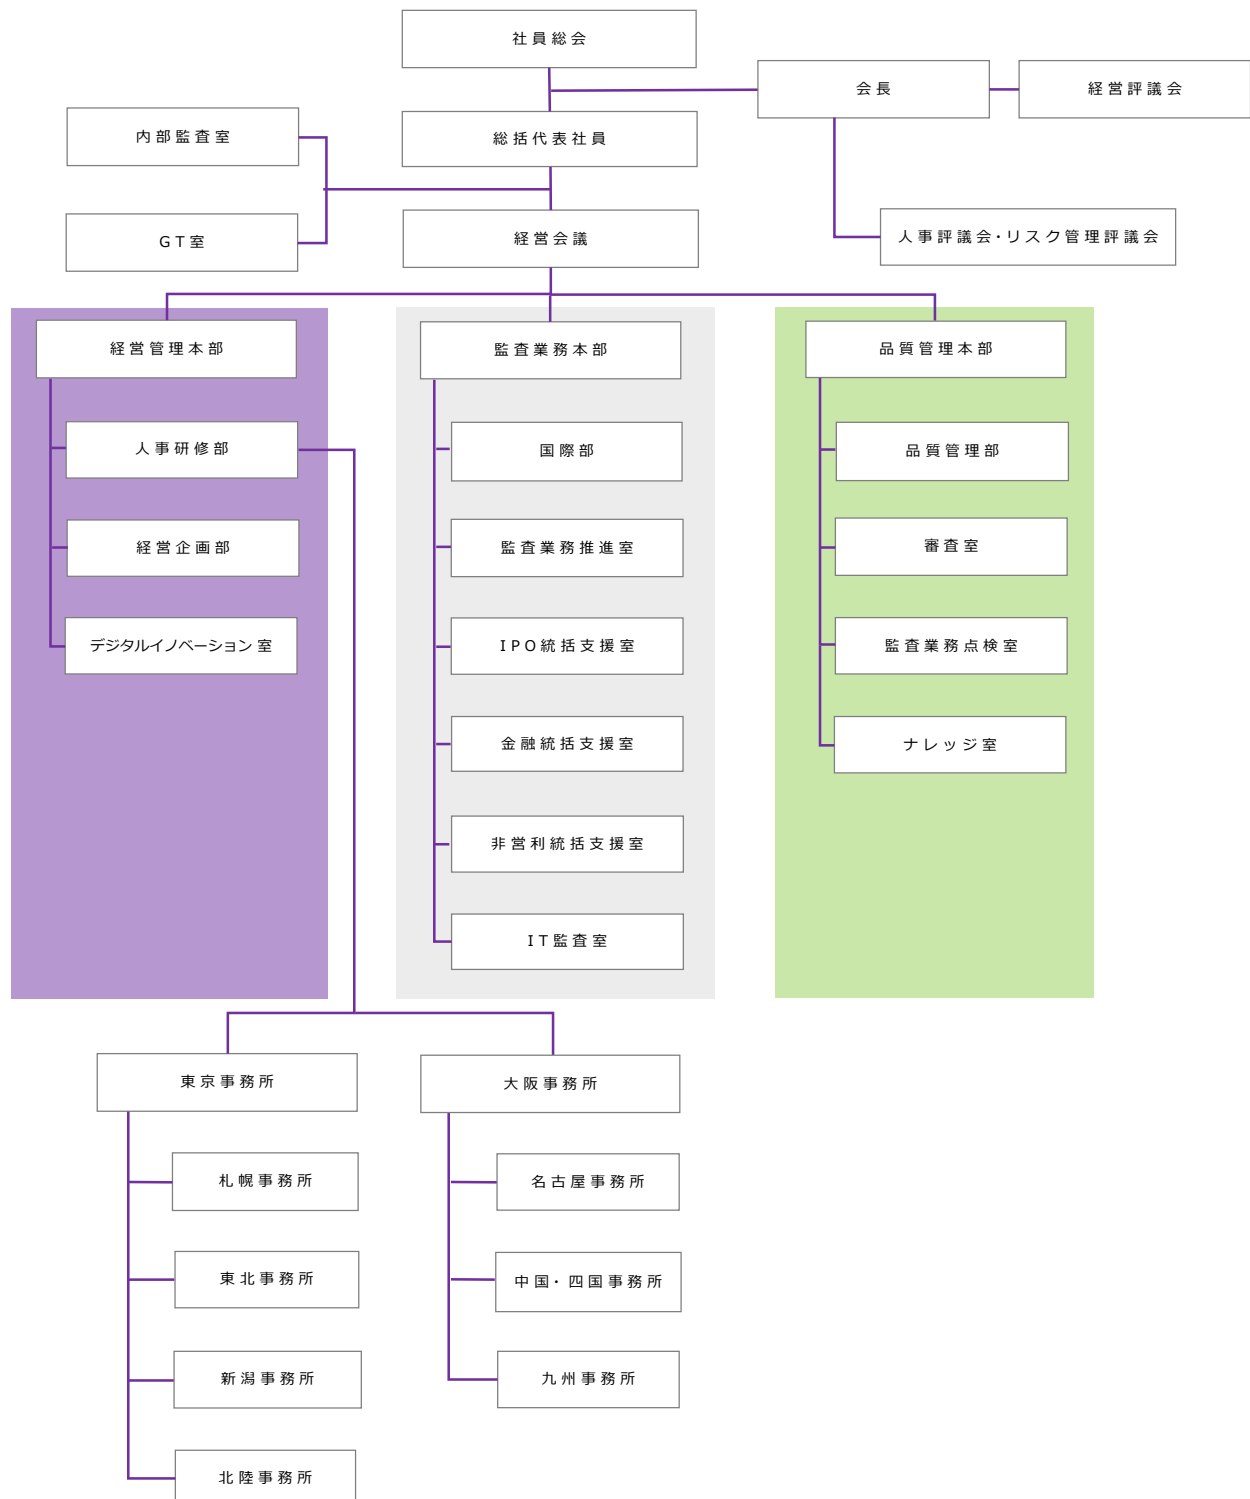 社員総会
会長
経営評議会
内部監査室
総括代表社員
GT室
経営会議
人事評議会・リスク管理評議会
経営管理本部
人事研修部
経営企画部
デジタルイノベーション室
監査業務本部
国際部
監査業務推進室
IPO統括支援室
金融統括支援室
非営利統括支援室
IT監査室
品質管理本部
品質管理部
審査室
監査業務点検室
ナレッジ室
東京事務所
札幌事務所
東北事務所
新潟事務所
北陸事務所
大阪事務所
名古屋事務所
中国・四国事務所
九州事務所